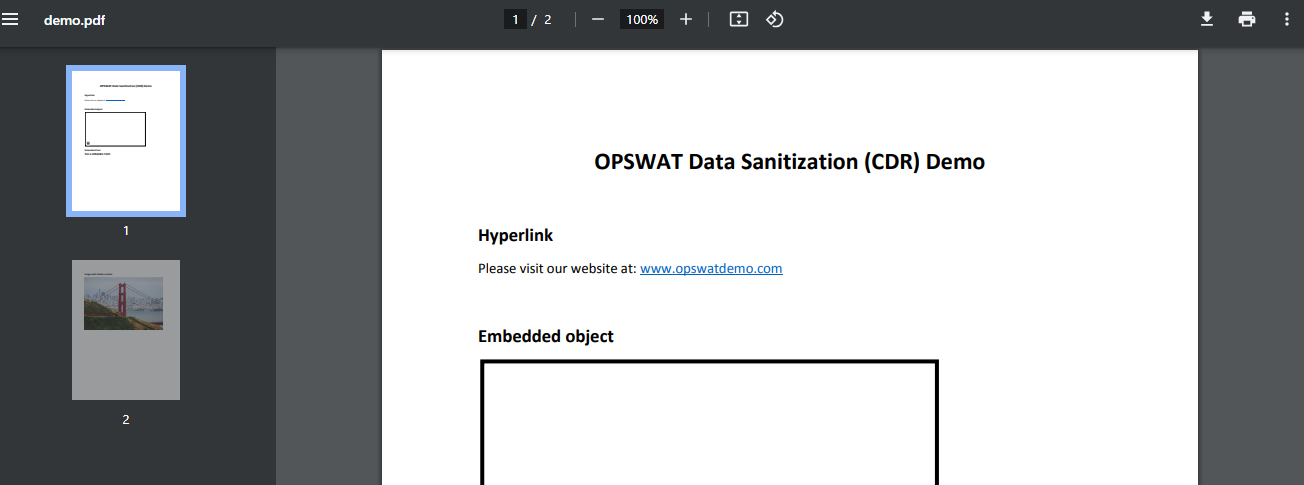 demo.pdf
1 / 2
100%
OPSWAT Data Sanitization (CDR) Demo
Hyperlink
Please visit our website at: www.opswatdemo.com
Embedded object
1
2